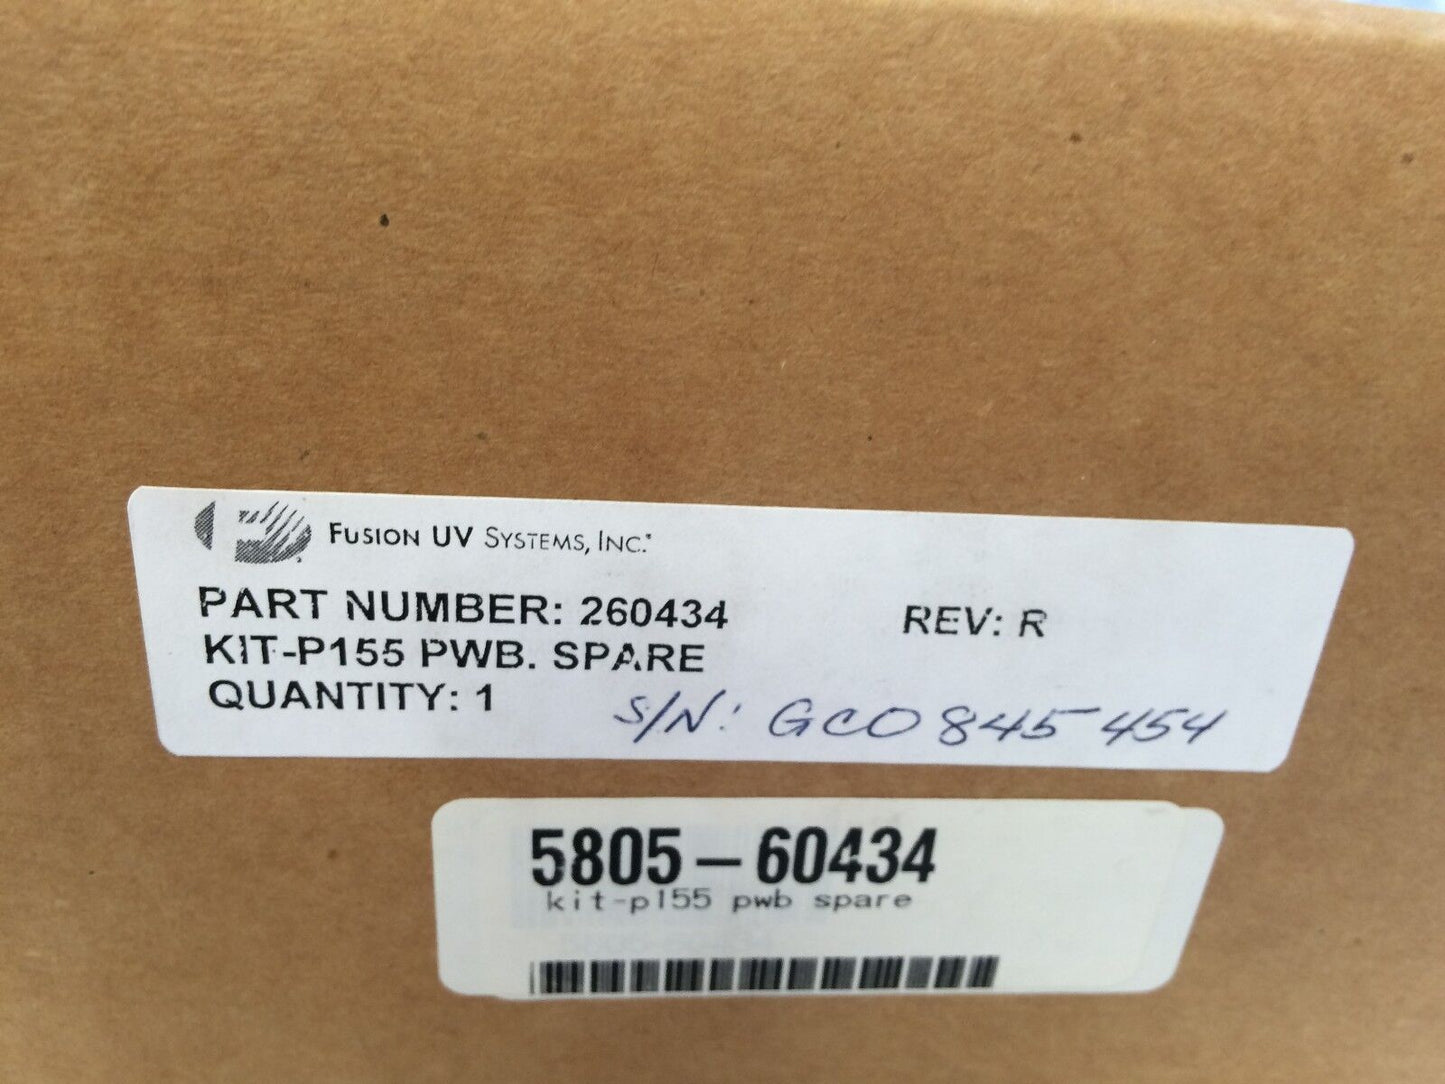 FUSION UV SYSTEMS, INC.
PART NUMBER: 260434 REV: R
KIT-P155 PWB. SPARE
QUANTITY: 1 S/N: GC0845454
5805-60434
kit-p155 pwb spare